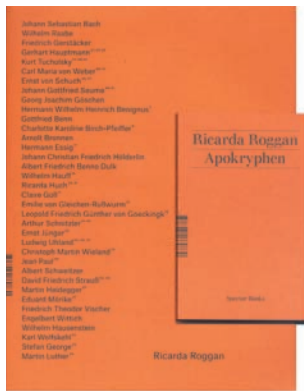 Johann Sebastian Bach
Wilhelm Raabe
Friedrich Gerstäcker
Gerhart Hauptmann
Kurt Tucholsky
Carl Maria von Weber
Ernst von Schuch
Johann Gottfried Seume
Georg Joachim Göschen
Hermann Wilhelm Heinrich Benignus
Gottfried Benn
Charlotte Karoline Birch-Pfeiffer
Arnolt Bronnen
Hermann Essig
Johann Christian Friedrich Hölderlin
Albert Friedrich Benno Dulk
Wilhelm Hauff
Ricarda Huch
Claire Goll
Emilie von Gleichen-Rußwurm
Leopold Friedrich Günther von Goeckingk
Arthur Schnitzler
Ernst Jünger
Ludwig Uhland
Christoph Martin Wieland
Jean Paul
Albert Schweitzer
David Friedrich Strauß
Martin Heidegger
Eduard Mörike
Friedrich Theodor Vischer
Engelbert Wittich
Wilhelm Hausenstein
Karl Wolfskehl
Stefan George
Martin Luther
Ricarda Roggan
Ricarda Roggan
Apokryphen
Spector Books